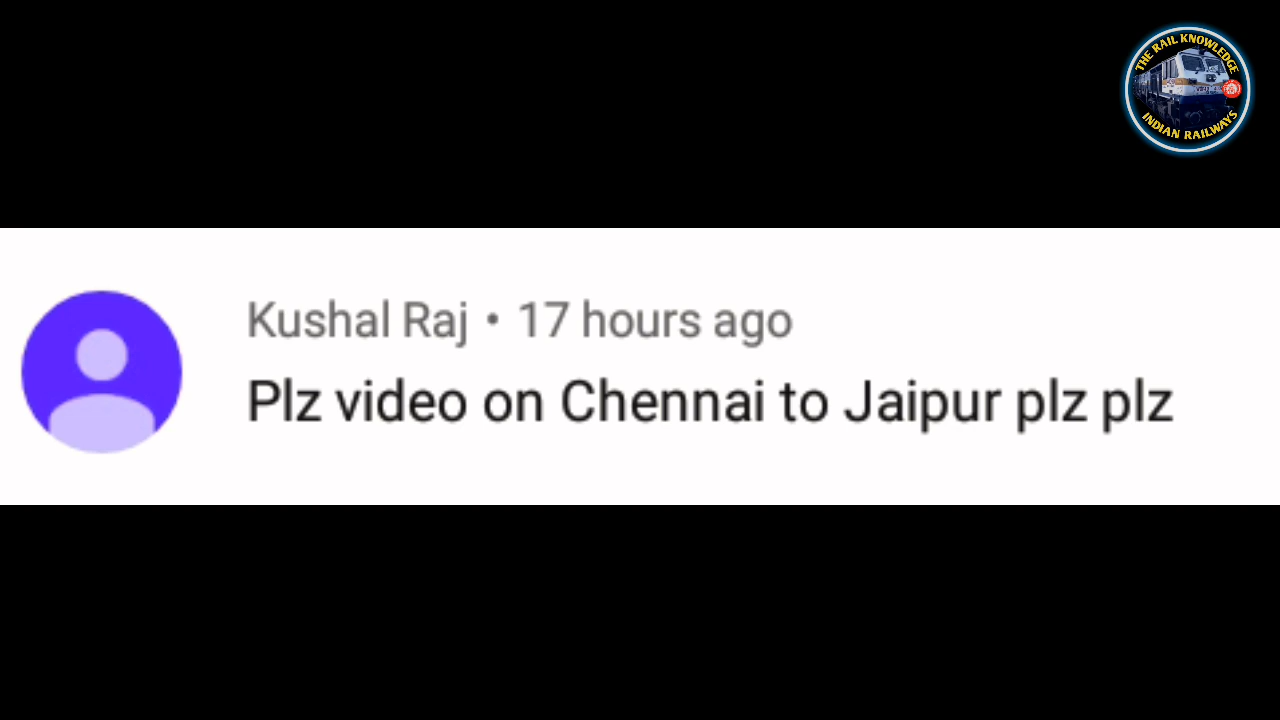 THE RAIL KNOWLEDGE
INDIAN RAILWAYS
Kushal Raj • 17 hours ago
Plz video on Chennai to Jaipur plz plz